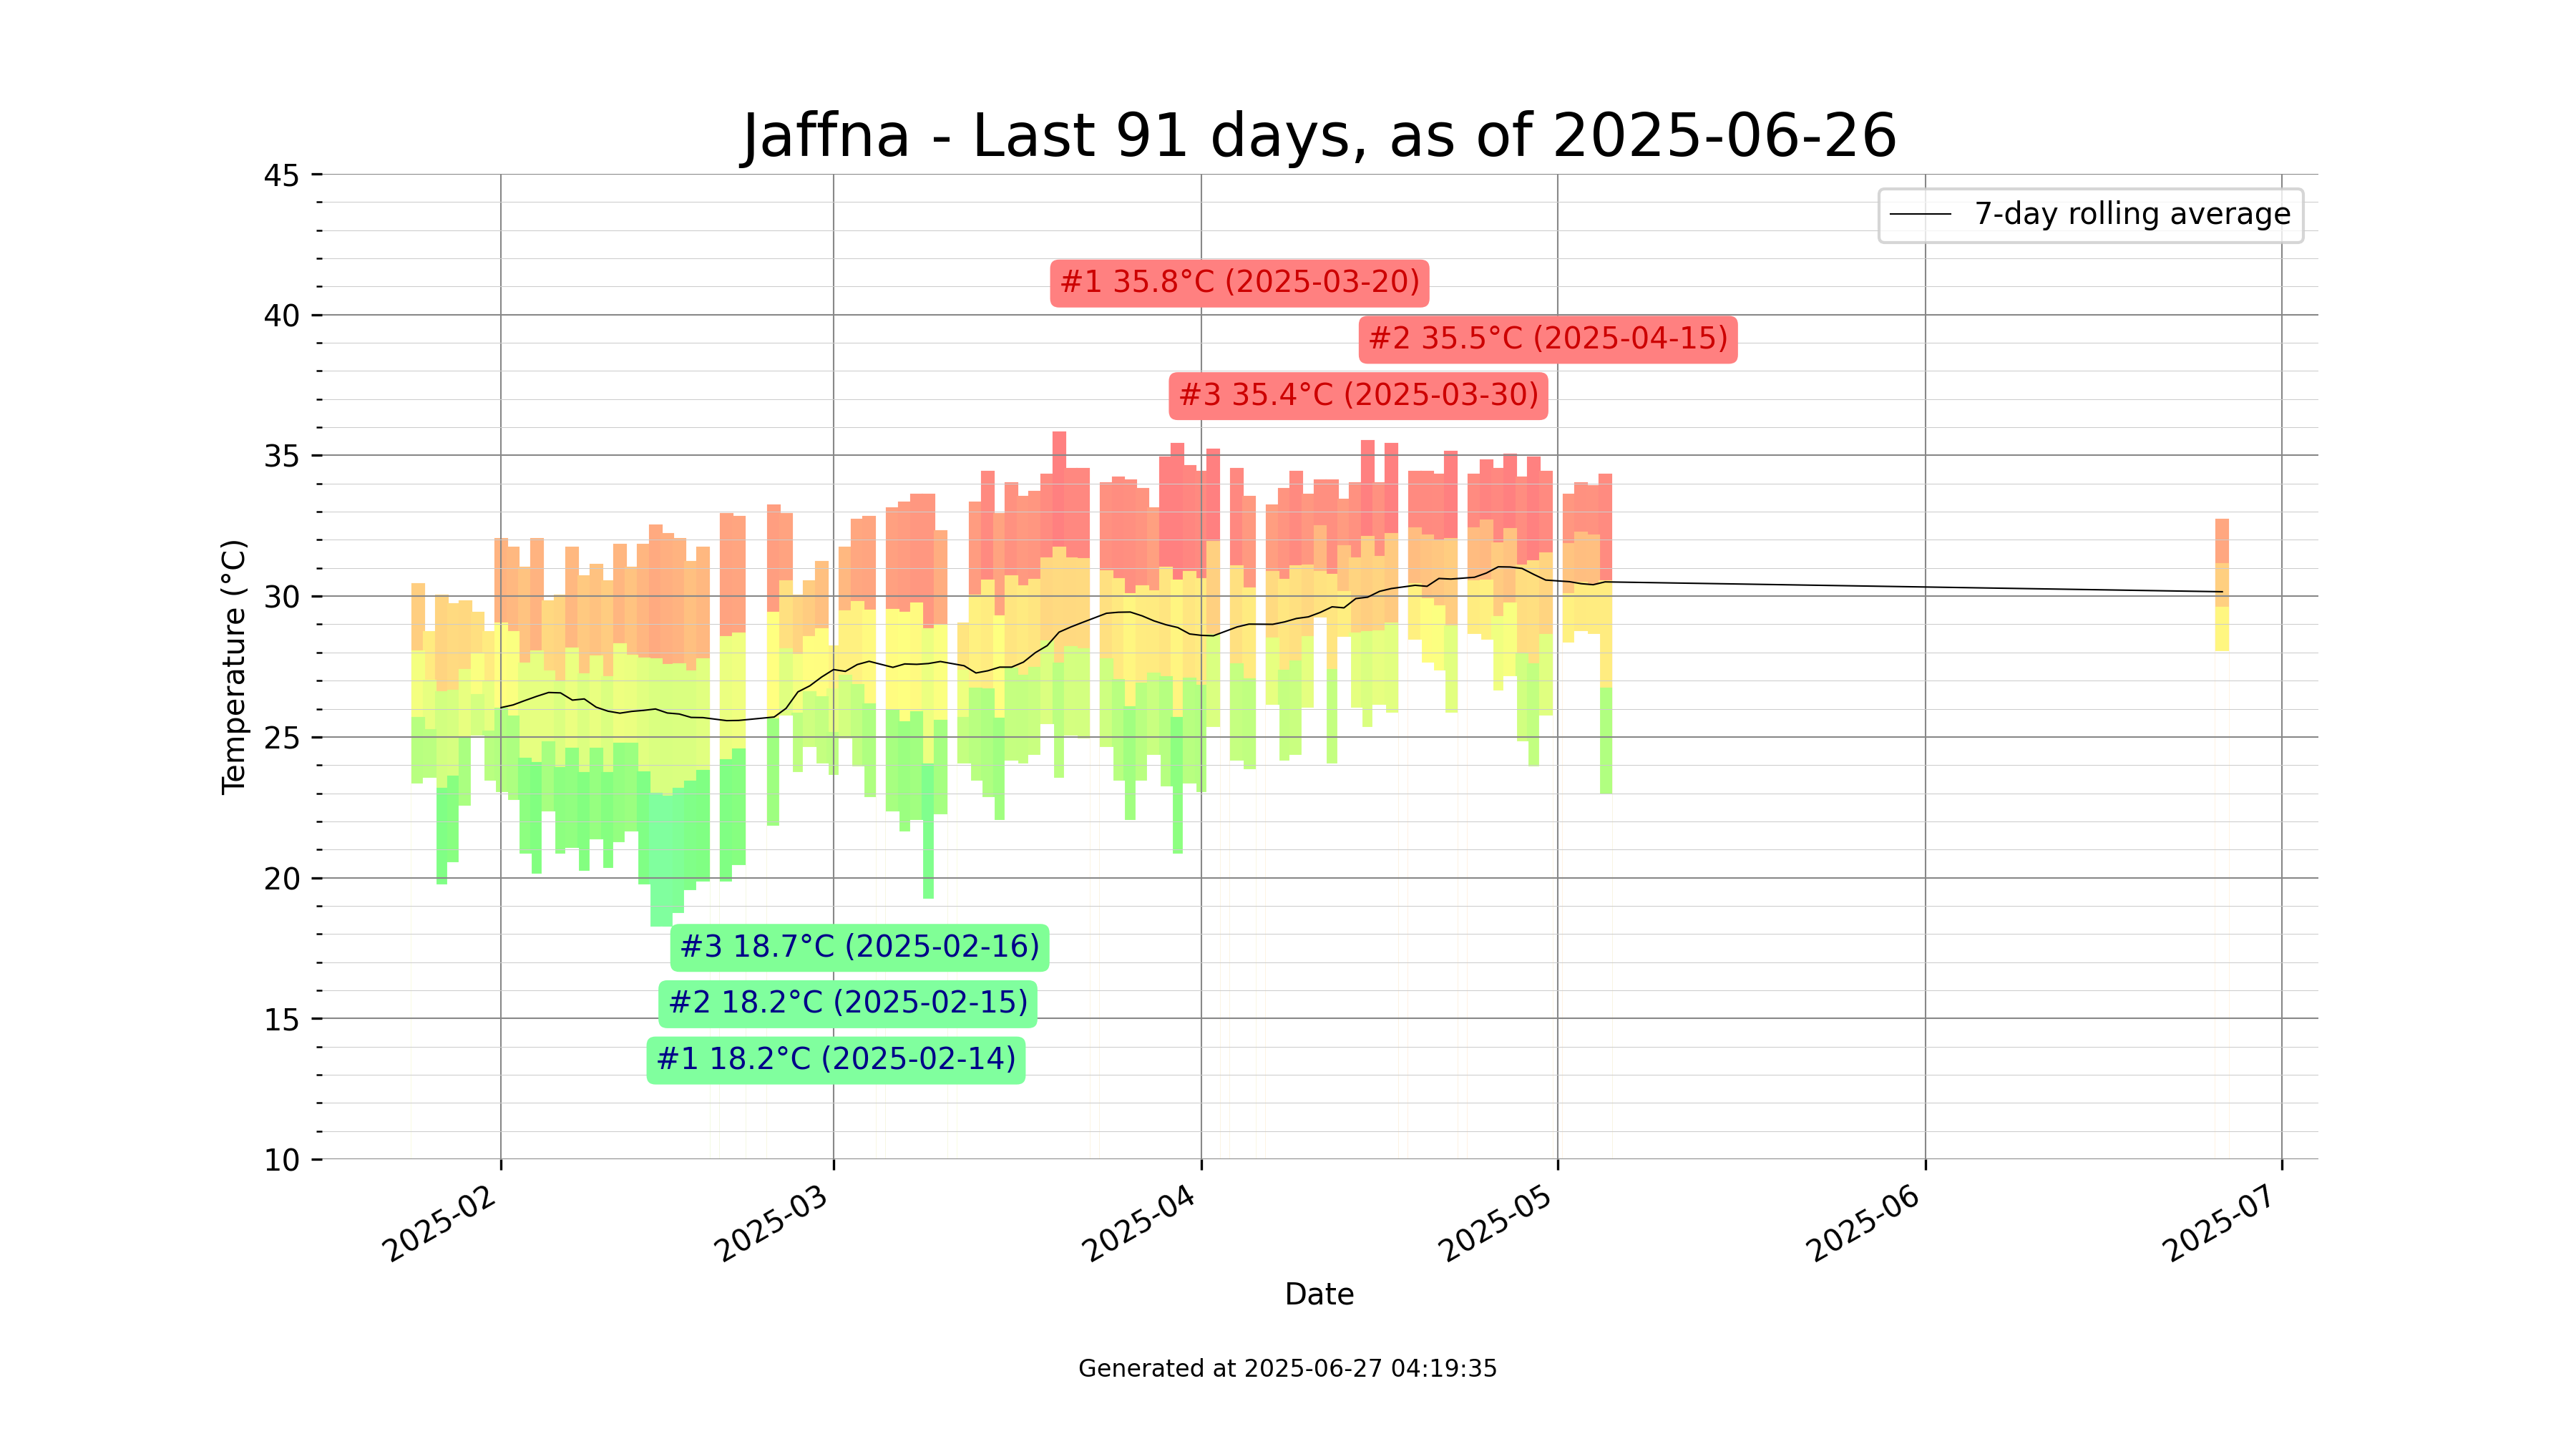 Jaffna - Last 91 days, as of 2025-06-26
45
40
35
30
25
20
15
10
Temperature (°C)
7-day rolling average
#1 35.8°C (2025-03-20)
#2 35.5°C (2025-04-15)
#3 35.4°C (2025-03-30)
#3 18.7°C (2025-02-16)
#2 18.2°C (2025-02-15)
#1 18.2°C (2025-02-14)
2025-02
2025-03
2025-04
2025-05
2025-06
2025-07
Date
Generated at 2025-06-27 04:19:35